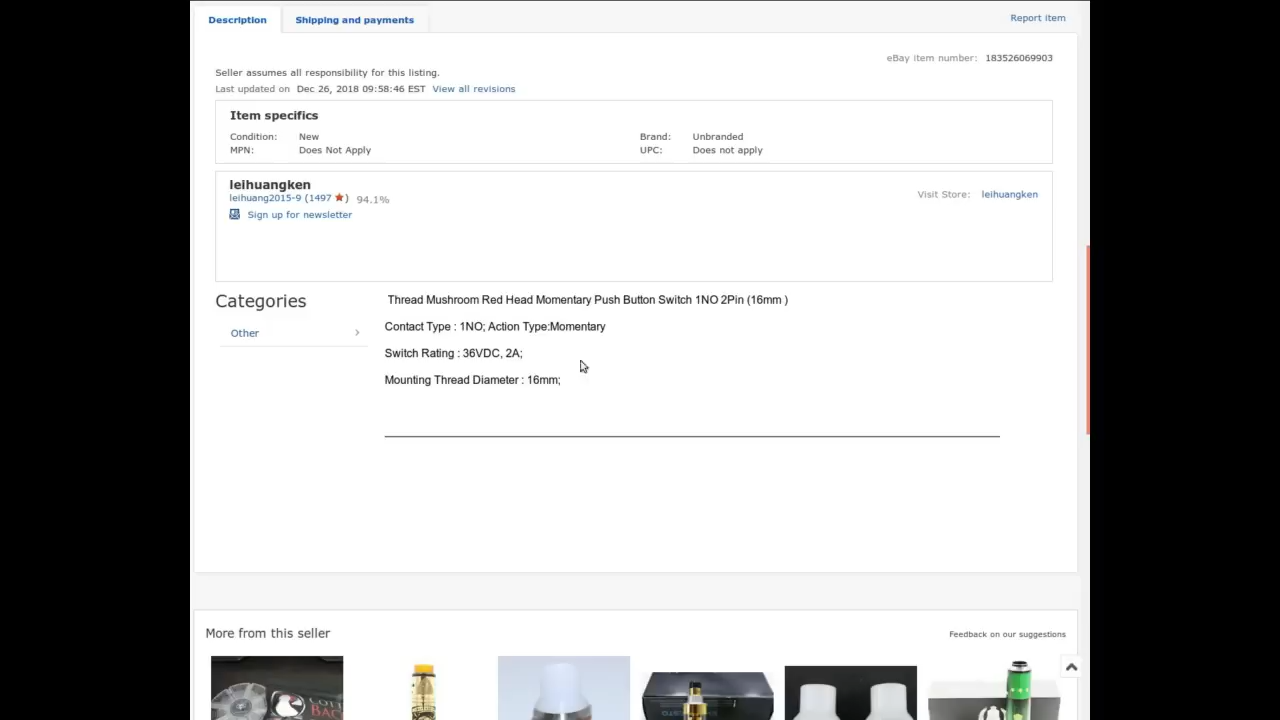 Description
Shipping and payments
Report item
eBay item number: 183526069903
Seller assumes all responsibility for this listing.
Last updated on Dec 26, 2018 09:58:46 EST View all revisions
Item specifics
Condition: New
Brand: Unbranded
MPN: Does Not Apply
UPC: Does not apply
leihuangken
leihuang2015-9 (1497 ★) 94.1%
Visit Store: leihuangken
Sign up for newsletter
Categories
Other
Thread Mushroom Red Head Momentary Push Button Switch 1NO 2Pin (16mm )
Contact Type : 1NO; Action Type:Momentary
Switch Rating : 36VDC, 2A;
Mounting Thread Diameter : 16mm;
More from this seller
Feedback on our suggestions